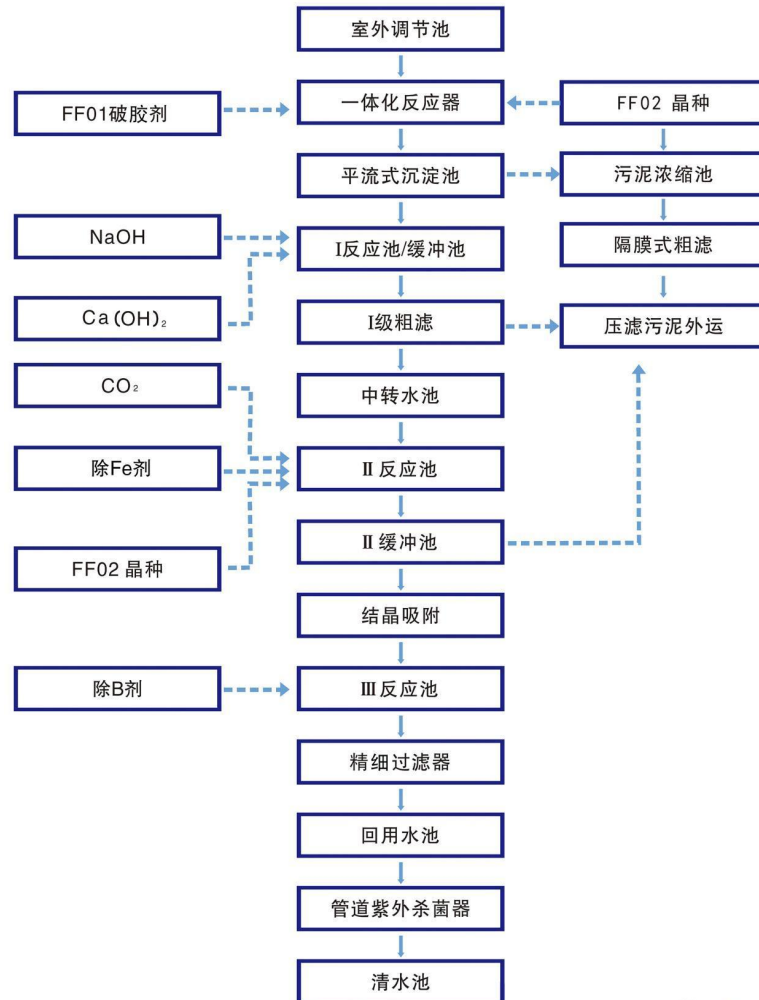 室外调节池
FF01破胶剂
一体化反应器
FF02 晶种
平流式沉淀池
污泥浓缩池
NaOH
I反应池/缓冲池
隔膜式粗滤
Ca(OH)₂
I级粗滤
压滤污泥外运
CO₂
中转水池
除Fe剂
II 反应池
FF02 晶种
II 缓冲池
结晶吸附
除B剂
III反应池
精细过滤器
回用水池
管道紫外杀菌器
清水池